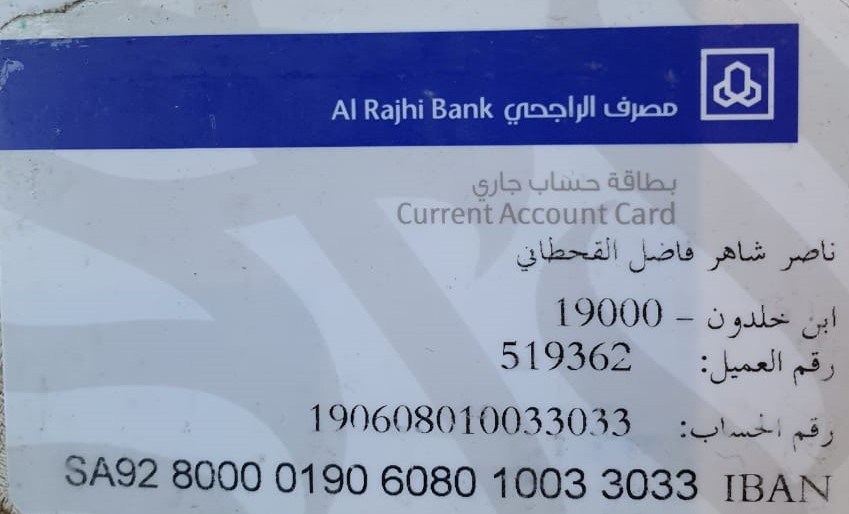 مصرف الراجحي Al Rajhi Bank
بطاقة حساب جاري
Current Account Card
ناصر شاهر فاضل القحطاني
ابن خلدون – 19000
رقم العميل: 519362
رقم الحساب: 190608010033033
SA92 8000 0190 6080 1003 3033 IBAN